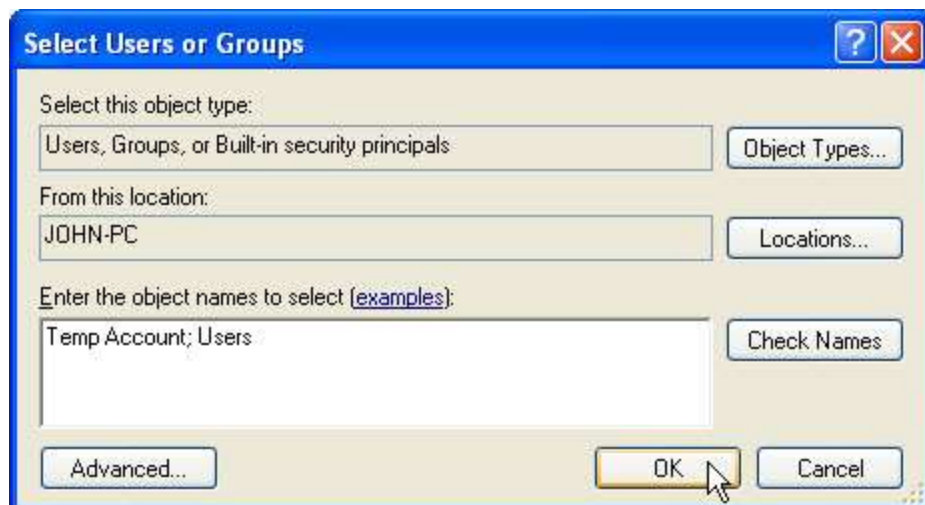 Select Users or Groups
Select this object type:
Users, Groups, or Built-in security principals
Object Types...
From this location:
JOHN-PC
Locations...
Enter the object names to select (examples):
Temp Account; Users
Check Names
Advanced...
OK
Cancel